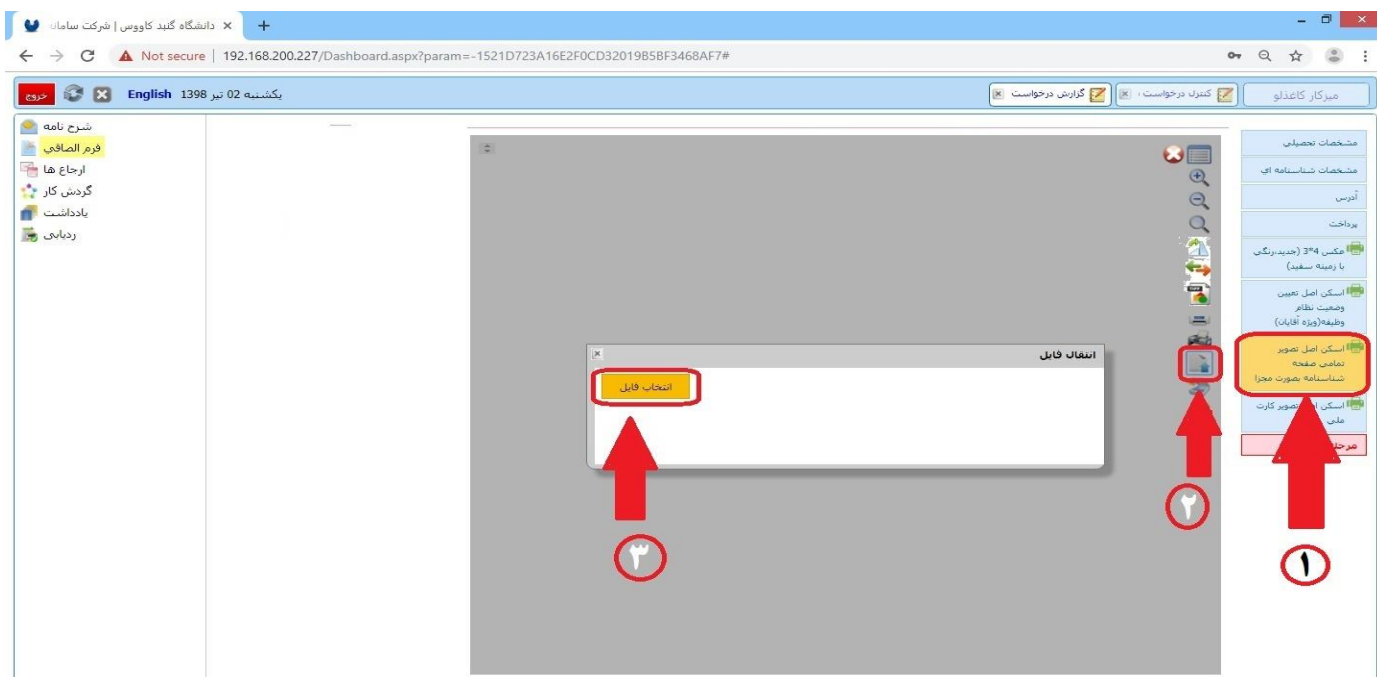 دانشگاه گنبد کاووس | شرکت سامان
Not secure | 192.168.200.227/Dashboard.aspx?param=-1521D723A16E2F0CD32019B5BF3468AF7#
میزکار کاغذلو
کنترل درخواست
گزارش درخواست
یکشنبه 02 تیر 1398
English
خروج
مشخصات تحصیلی
مشخصات شناسنامه ای
آدرس
پرداخت
عکس 4*3 (جدید،رنگی
با زمینه سفید)
اسکن اصل تعیین
وضعیت نظام
وظیفه(ویژه آقایان)
اسکن اصل تصویر
تمامی صفحه
شناسنامه بصورت مجزا
اسکن تصویر کارت
ملی
شرح نامه
فرم الصاقی
ارجاع ها
گردش کار
یادداشت
ردیابی
انتقال فایل
انتخاب فایل
۱
۲
۳